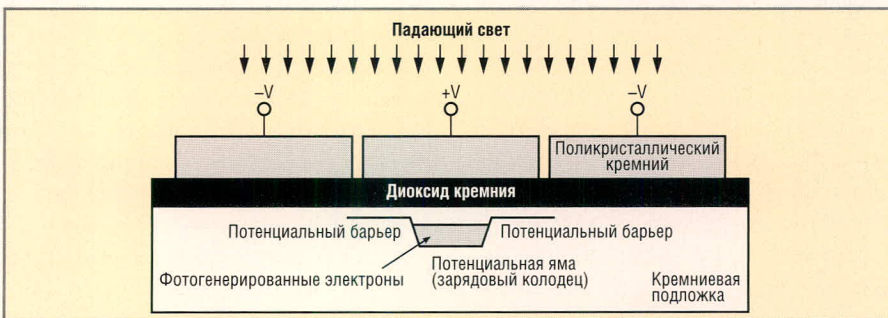 Падающий свет
–V
+V
–V
Поликристаллический
кремний
Диоксид кремния
Потенциальный барьер
Потенциальный барьер
Фотогенерированные электроны
Потенциальная яма
(зарядовый колодец)
Кремниевая
подложка